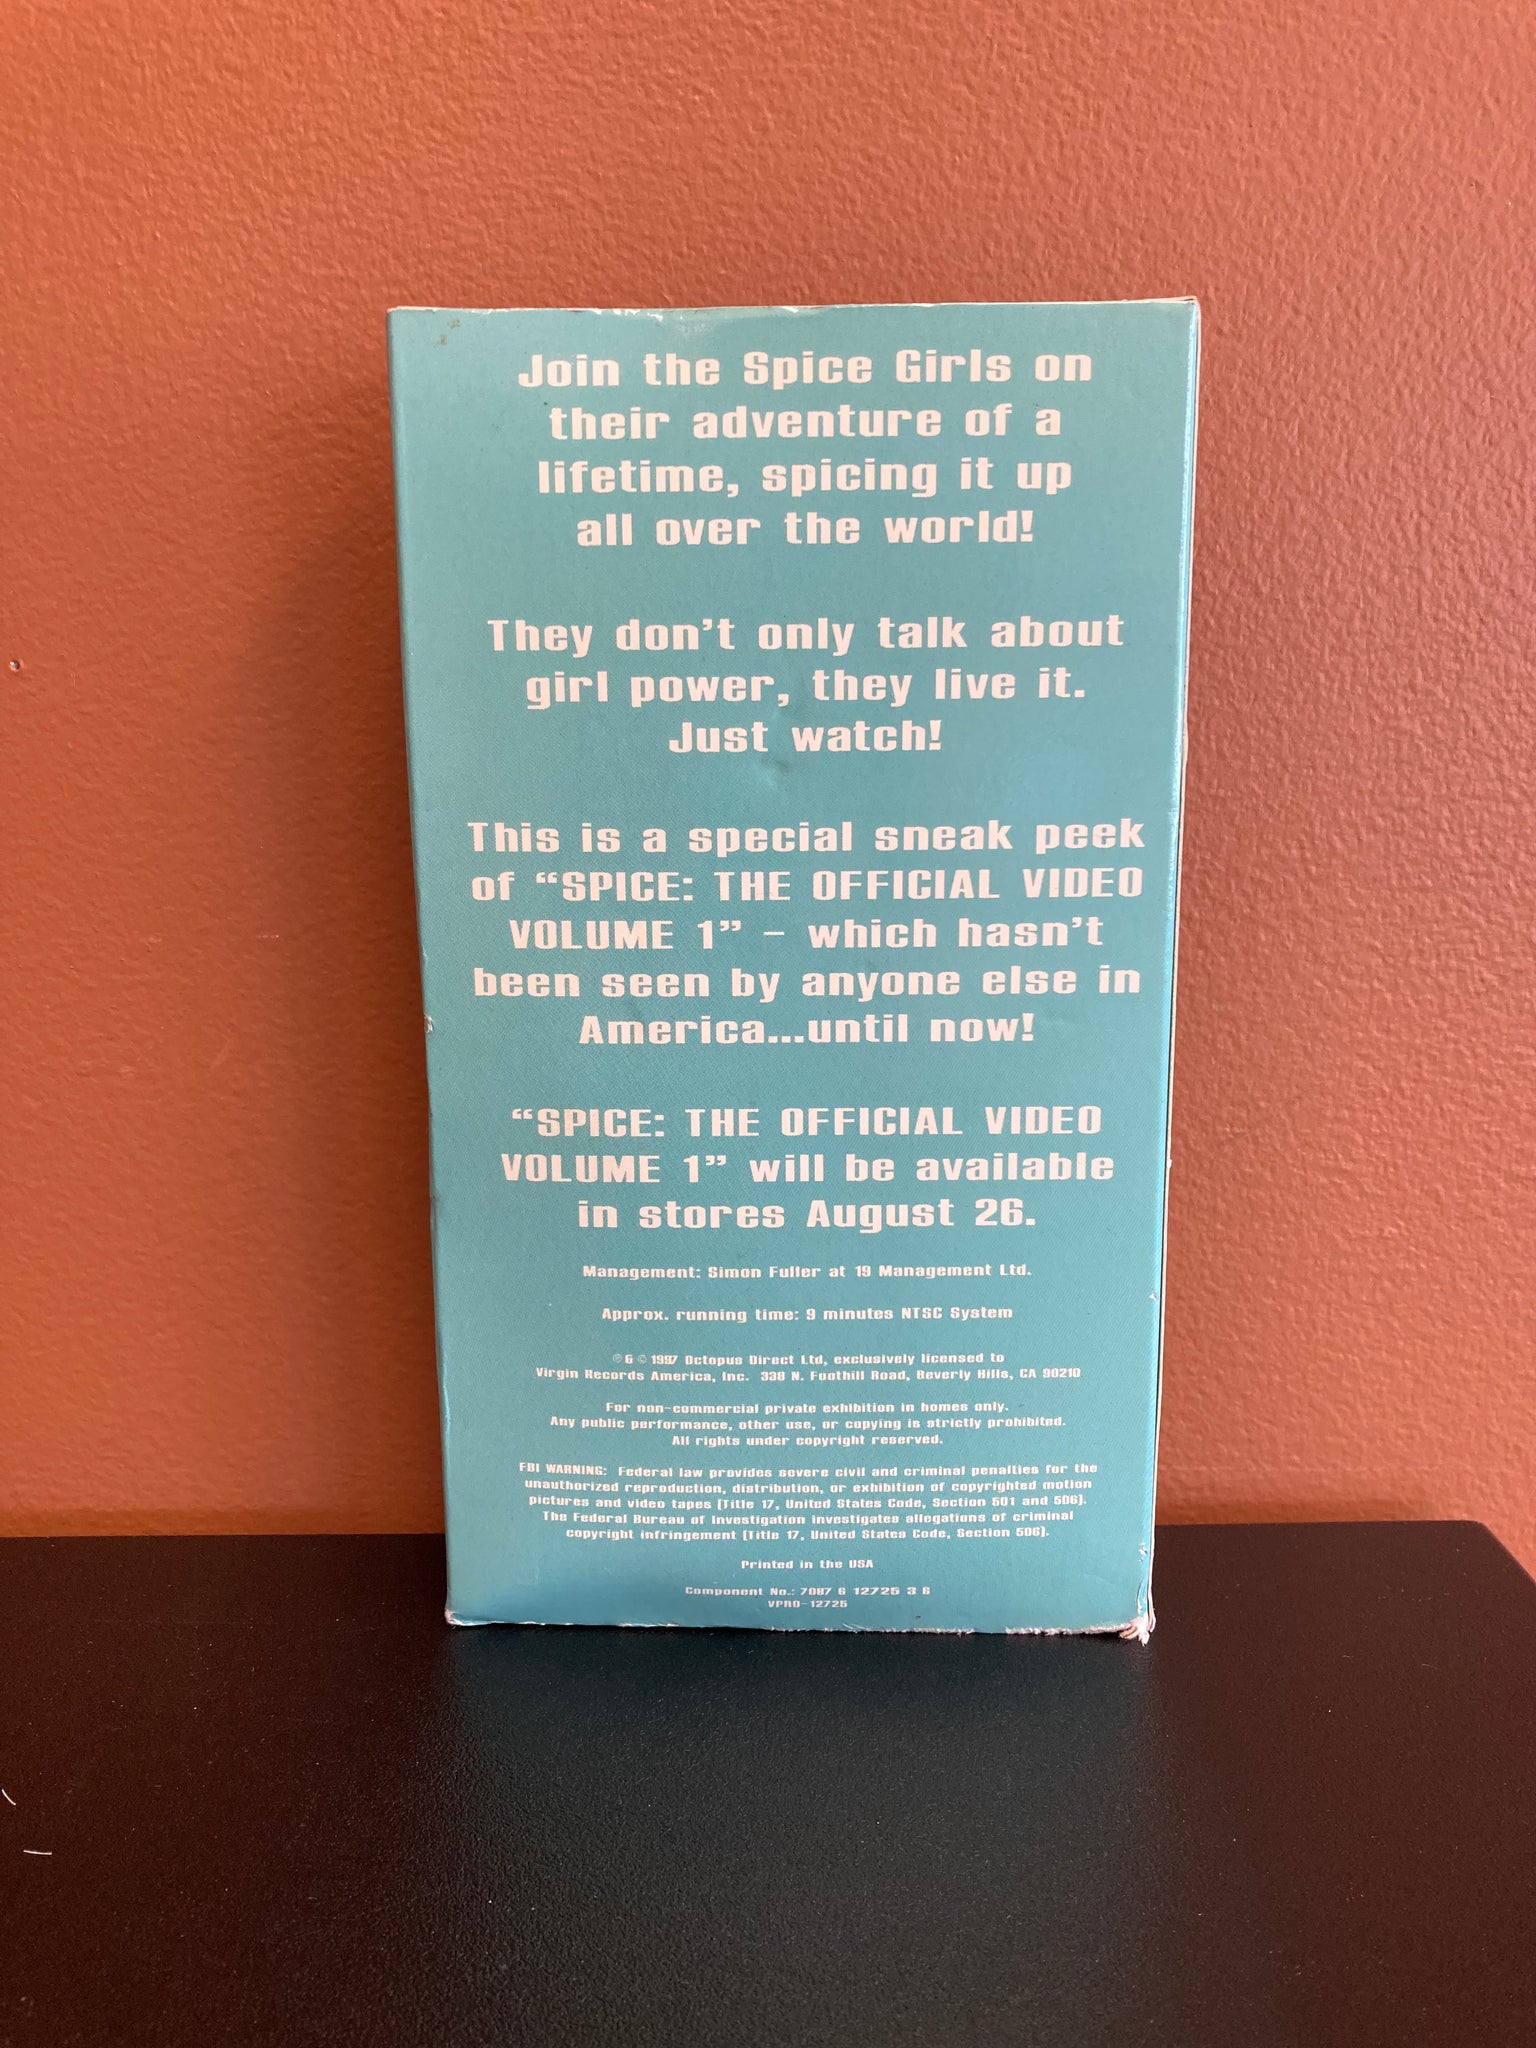 Join the Spice Girls on
their adventure of a
lifetime, spicing it up
all over the world!
They don't only talk about
girl power, they live it.
Just watch!
This is a special sneak peek
of “SPICE: THE OFFICIAL VIDEO
VOLUME 1” – which hasn't
been seen by anyone else in
America...until now!
“SPICE: THE OFFICIAL VIDEO
VOLUME 1” will be available
in stores August 26.
Management: Simon Fuller at 19 Management Ltd.
Approx. running time: 9 minutes NTSC System
℗ & © 1997 Octopus Direct Ltd, exclusively licensed to
Virgin Records America, Inc. 338 N. Foothill Road, Beverly Hills, CA 90210
For non-commercial private exhibition in homes only.
Any public performance, other use, or copying is strictly prohibited.
All rights under copyright reserved.
FBI WARNING: Federal law provides severe civil and criminal penalties for the
unauthorized reproduction, distribution, or exhibition of copyrighted motion
pictures and video tapes (Title 17, United States Code, Section 501 and 506).
The Federal Bureau of Investigation investigates allegations of criminal
copyright infringement (Title 17, United States Code, Section 506).
Printed in the USA
Component No.: 7087 6 12725 3 6
VPRO-12725